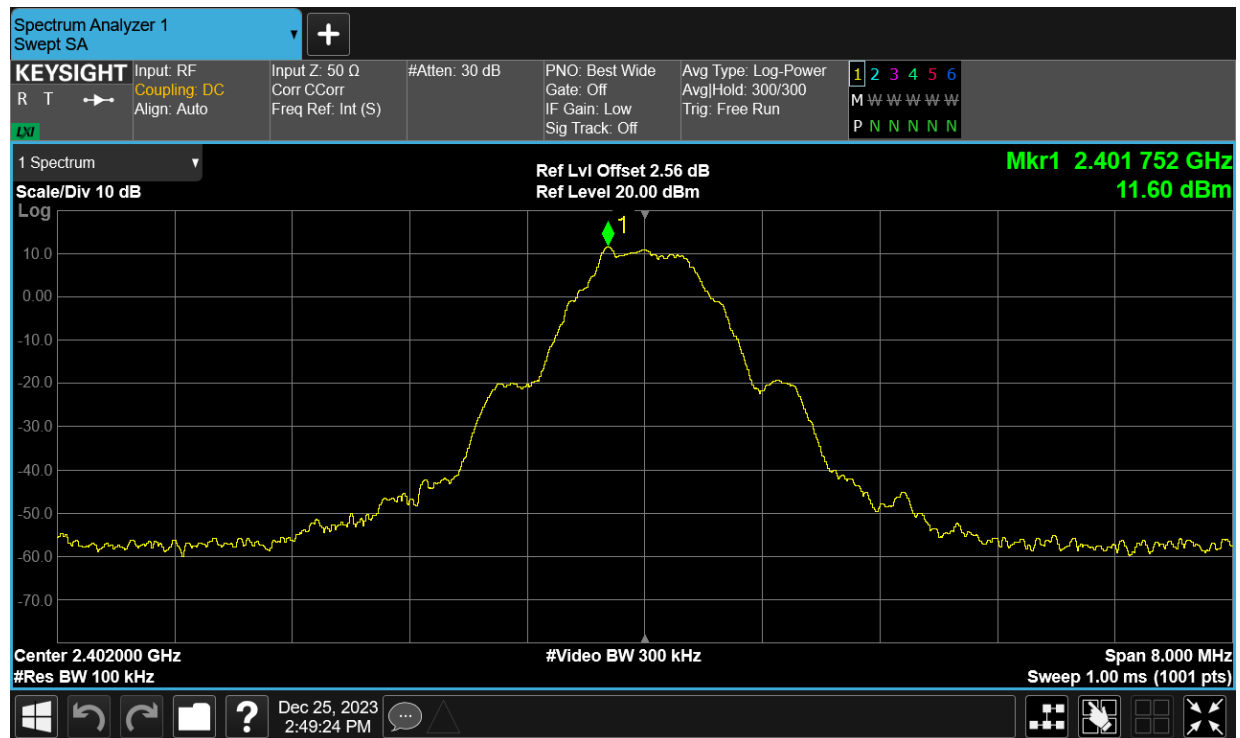 Spectrum Analyzer 1
Swept SA
+
KEYSIGHT
R T
LXI
Input: RF
Coupling: DC
Align: Auto
Input Z: 50 Ω
Corr CCorr
Freq Ref: Int (S)
#Atten: 30 dB
PNO: Best Wide
Gate: Off
IF Gain: Low
Sig Track: Off
Avg Type: Log-Power
Avg|Hold: 300/300
Trig: Free Run
1 2 3 4 5 6
M W W W W W
P N N N N N
1 Spectrum
Scale/Div 10 dB
Ref Lvl Offset 2.56 dB
Ref Level 20.00 dBm
Mkr1 2.401 752 GHz
11.60 dBm
Log
1
10.0
0.00
-10.0
-20.0
-30.0
-40.0
-50.0
-60.0
-70.0
Center 2.402000 GHz
#Video BW 300 kHz
Span 8.000 MHz
#Res BW 100 kHz
Sweep 1.00 ms (1001 pts)
?
Dec 25, 2023
2:49:24 PM